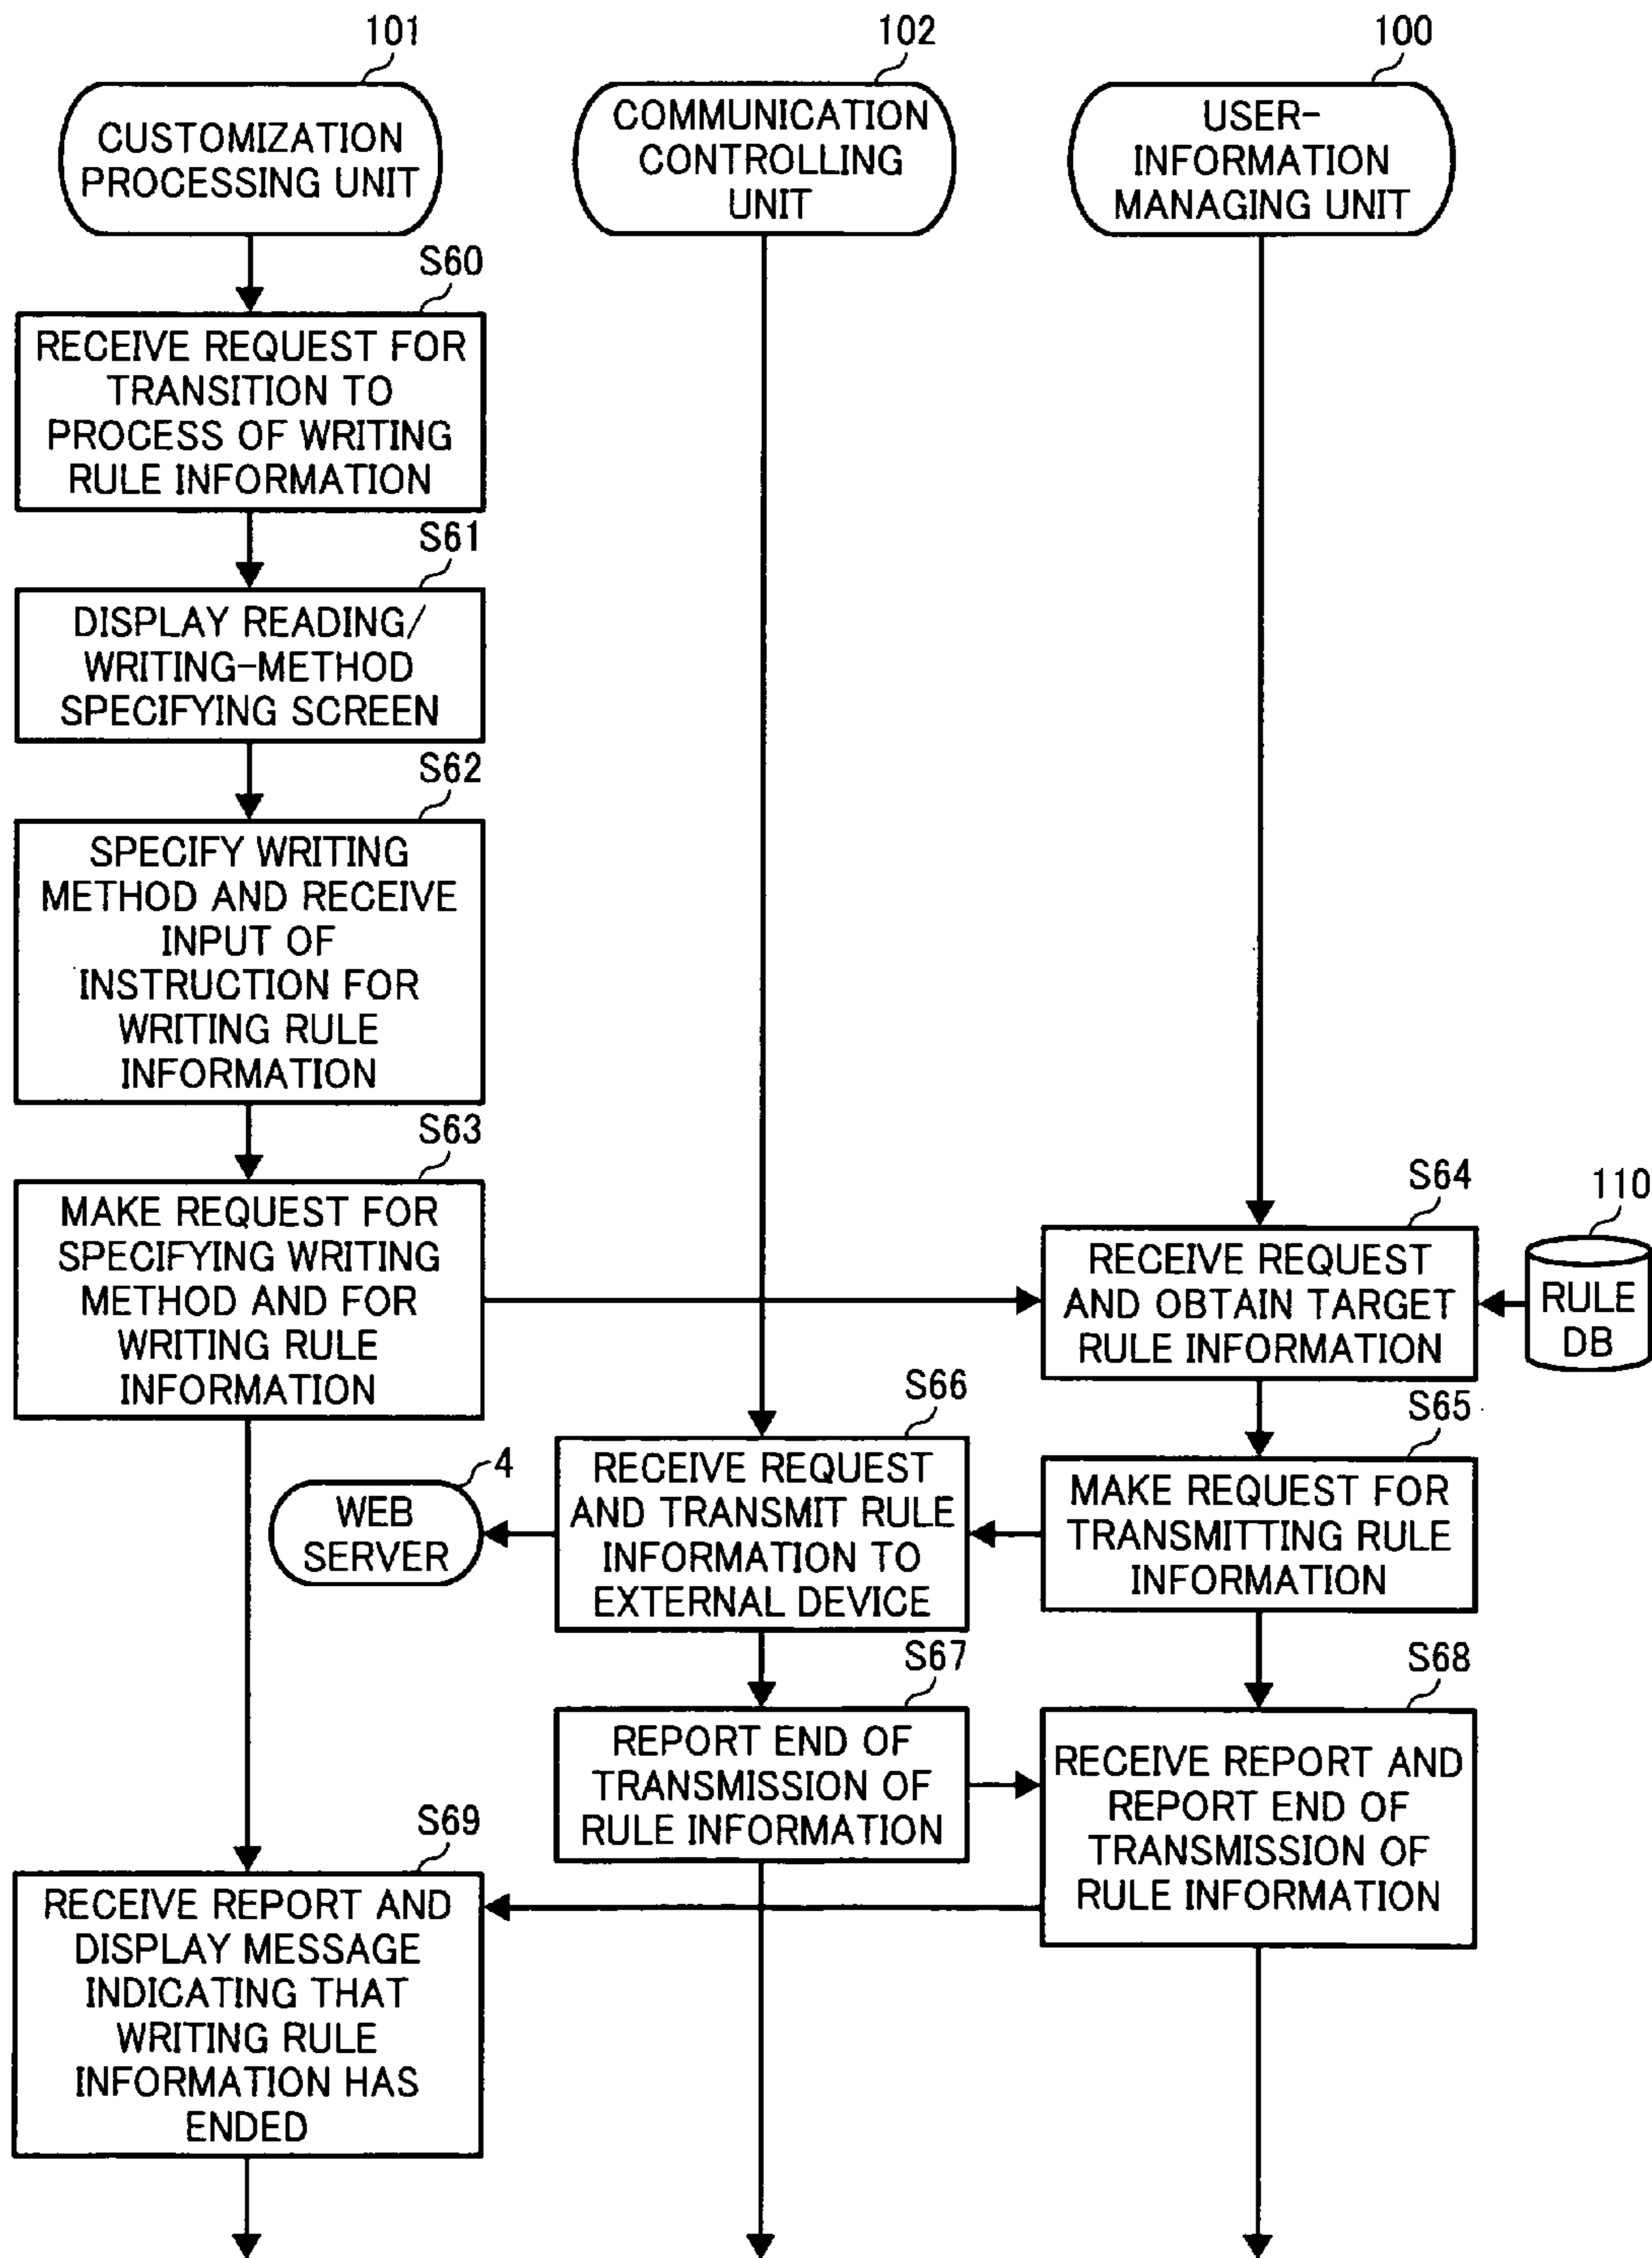 101
102
100
CUSTOMIZATION
PROCESSING UNIT
COMMUNICATION
CONTROLLING
UNIT
USER-
INFORMATION
MANAGING UNIT
S60
RECEIVE REQUEST FOR
TRANSITION TO
PROCESS OF WRITING
RULE INFORMATION
S61
DISPLAY READING/
WRITING-METHOD
SPECIFYING SCREEN
S62
SPECIFY WRITING
METHOD AND RECEIVE
INPUT OF
INSTRUCTION FOR
WRITING RULE
INFORMATION
S63
MAKE REQUEST FOR
SPECIFYING WRITING
METHOD AND FOR
WRITING RULE
INFORMATION
S64
RECEIVE REQUEST
AND OBTAIN TARGET
RULE INFORMATION
110
RULE
DB
S65
MAKE REQUEST FOR
TRANSMITTING RULE
INFORMATION
S66
RECEIVE REQUEST
AND TRANSMIT RULE
INFORMATION TO
EXTERNAL DEVICE
4
WEB
SERVER
S67
REPORT END OF
TRANSMISSION OF
RULE INFORMATION
S68
RECEIVE REPORT AND
REPORT END OF
TRANSMISSION OF
RULE INFORMATION
S69
RECEIVE REPORT AND
DISPLAY MESSAGE
INDICATING THAT
WRITING RULE
INFORMATION HAS
ENDED